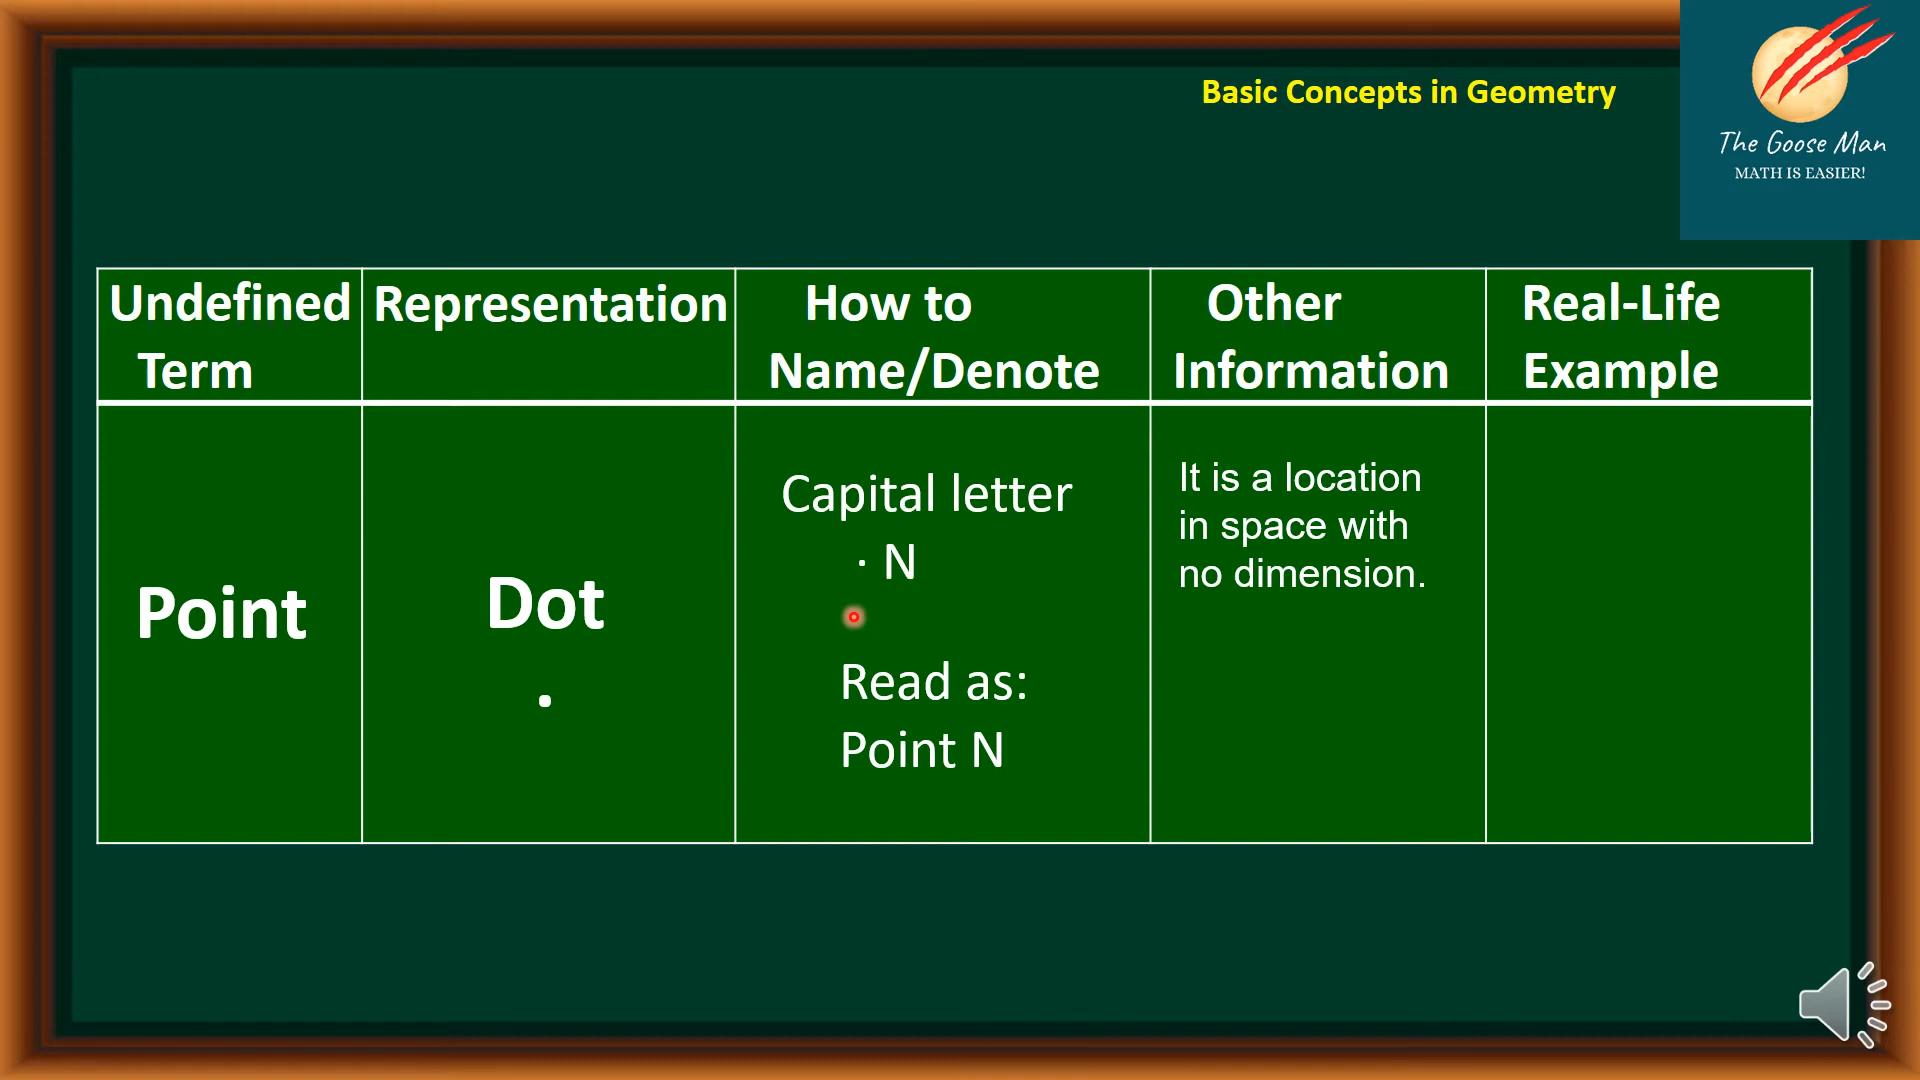 Basic Concepts in Geometry
The Goose Man
MATH IS EASIER!
Undefined
Term
Representation
How to
Name/Denote
Other
Information
Real-Life
Example
Point
Dot
.
Capital letter
· N
Read as:
Point N
It is a location
in space with
no dimension.